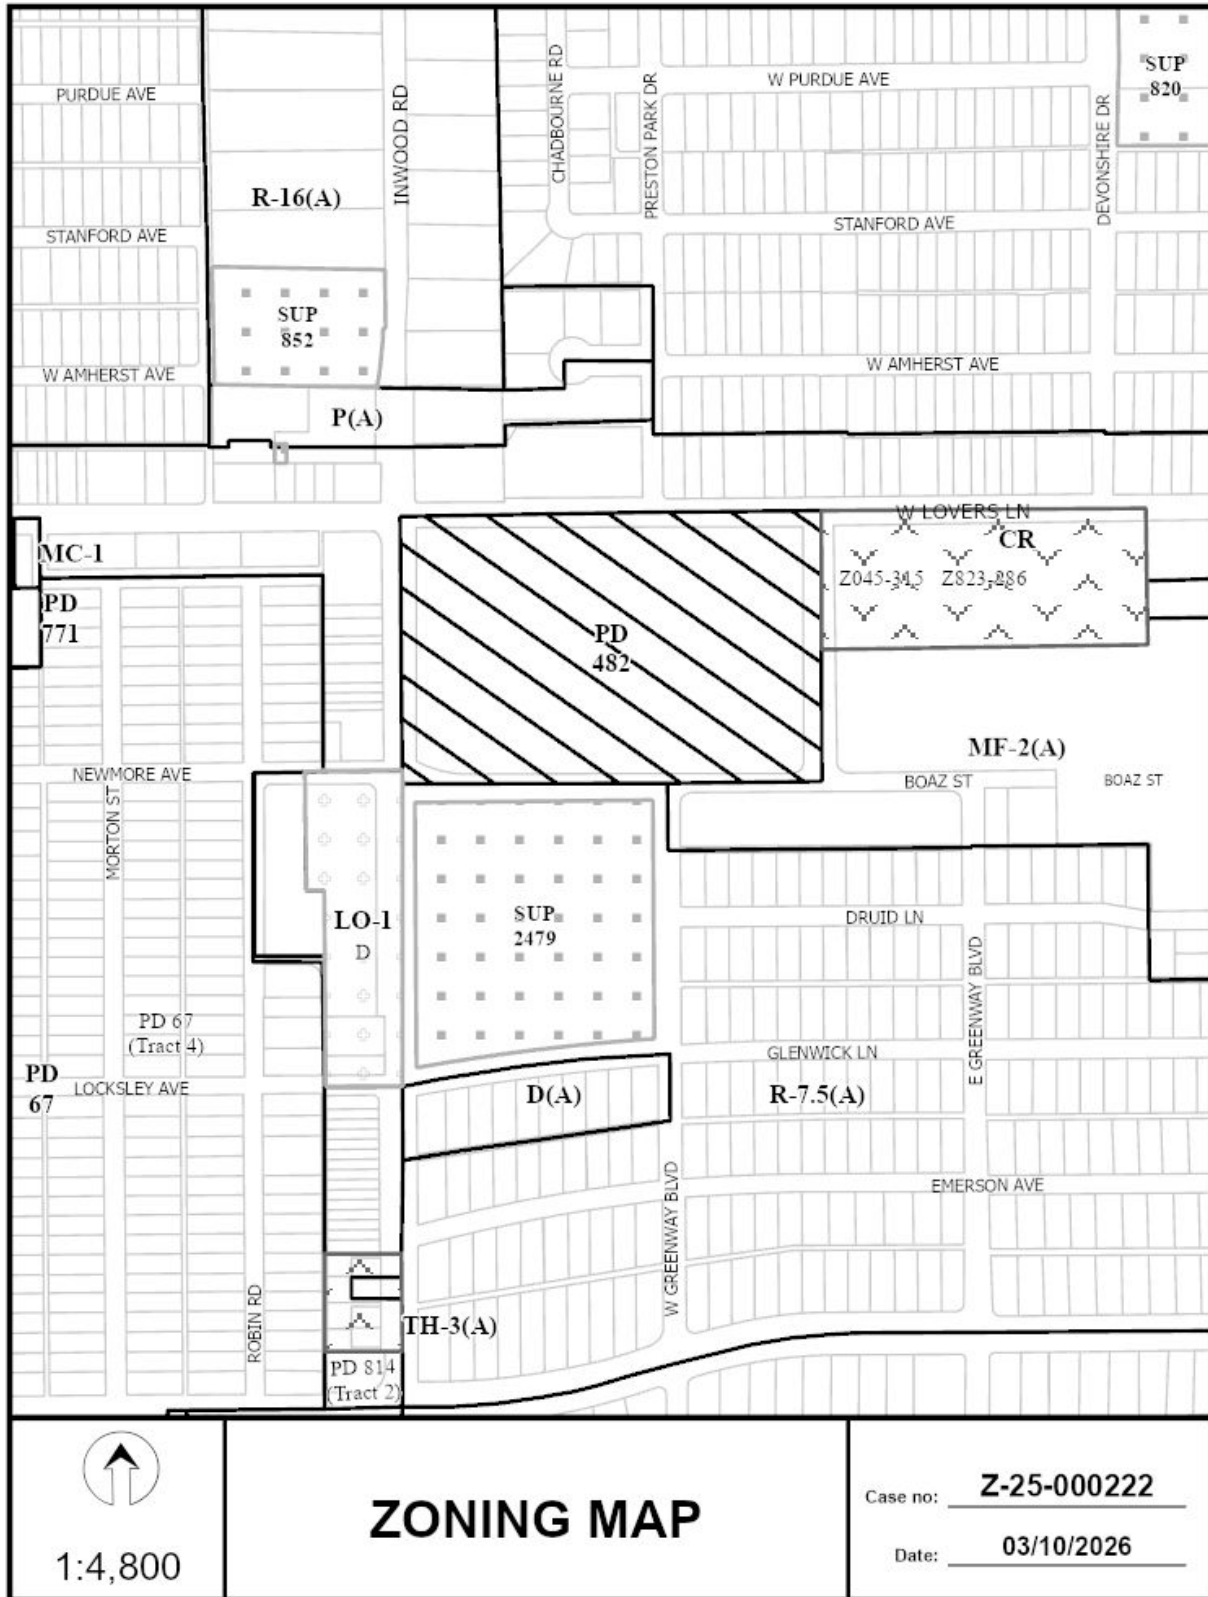 W PURDUE AVE
SUP
820
PURDUE AVE
INWOOD RD
CHADBOURNE RD
PRESTON PARK DR
DEVONSHIRE DR
R-16(A)
STANFORD AVE
STANFORD AVE
SUP
852
W AMHERST AVE
W AMHERST AVE
P(A)
W LOVERS LN
CR
MC-1
Z045-315 Z823-286
PD
771
PD
482
MF-2(A)
NEWMORE AVE
BOAZ ST
BOAZ ST
MORTON ST
LO-1
D
SUP
2479
DRUID LN
E GREENWAY BLVD
PD 67
(Tract 4)
GLENWICK LN
PD
67
LOCKSLEY AVE
D(A)
R-7.5(A)
EMERSON AVE
W GREENWAY BLVD
ROBIN RD
TH-3(A)
PD 814
(Tract 2)
1:4,800
ZONING MAP
Case no: Z-25-000222
Date: 03/10/2026